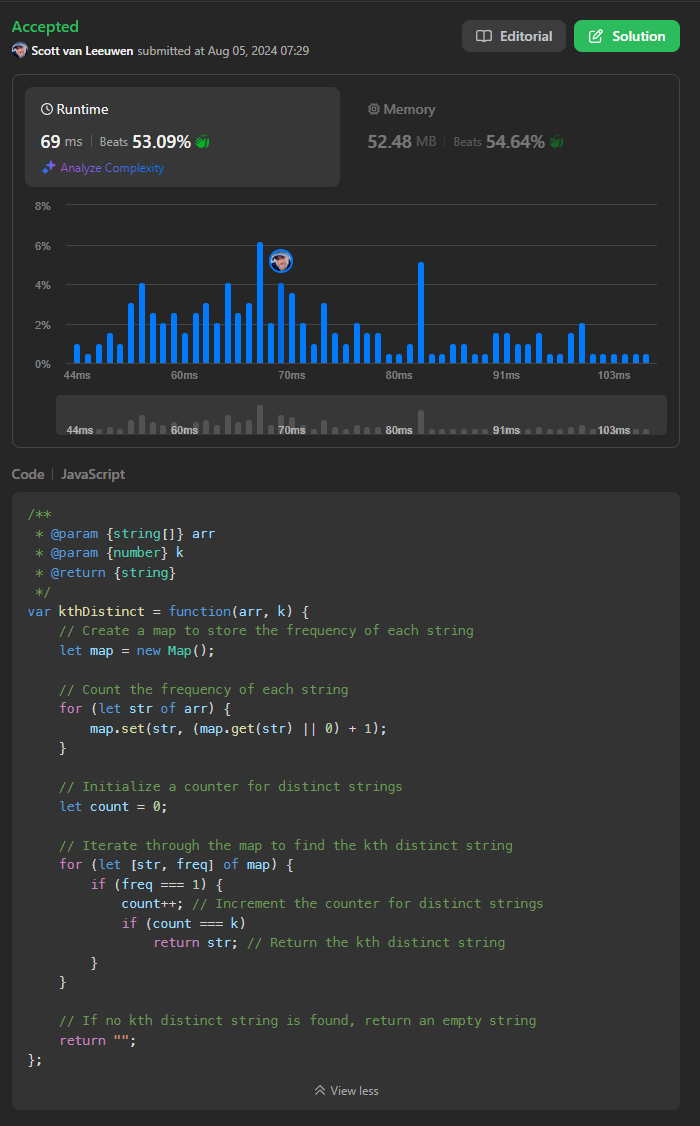 Accepted
Scott van Leeuwen submitted at Aug 05, 2024 07:29
Editorial
Solution
Runtime
69 ms | Beats 53.09%
Analyze Complexity
Memory
52.48 MB | Beats 54.64%
8%
6%
4%
2%
0%
44ms 60ms 70ms 80ms 91ms 103ms
44ms 60ms 70ms 80ms 91ms 103ms
Code | JavaScript
/**
 * @param {string[]} arr
 * @param {number} k
 * @return {string}
 */
var kthDistinct = function(arr, k) {
    // Create a map to store the frequency of each string
    let map = new Map();
    // Count the frequency of each string
    for (let str of arr) {
        map.set(str, (map.get(str) || 0) + 1);
    }
    // Initialize a counter for distinct strings
    let count = 0;
    // Iterate through the map to find the kth distinct string
    for (let [str, freq] of map) {
        if (freq === 1) {
            count++; // Increment the counter for distinct strings
            if (count === k)
                return str; // Return the kth distinct string
        }
    }
    // If no kth distinct string is found, return an empty string
    return "";
};
View less